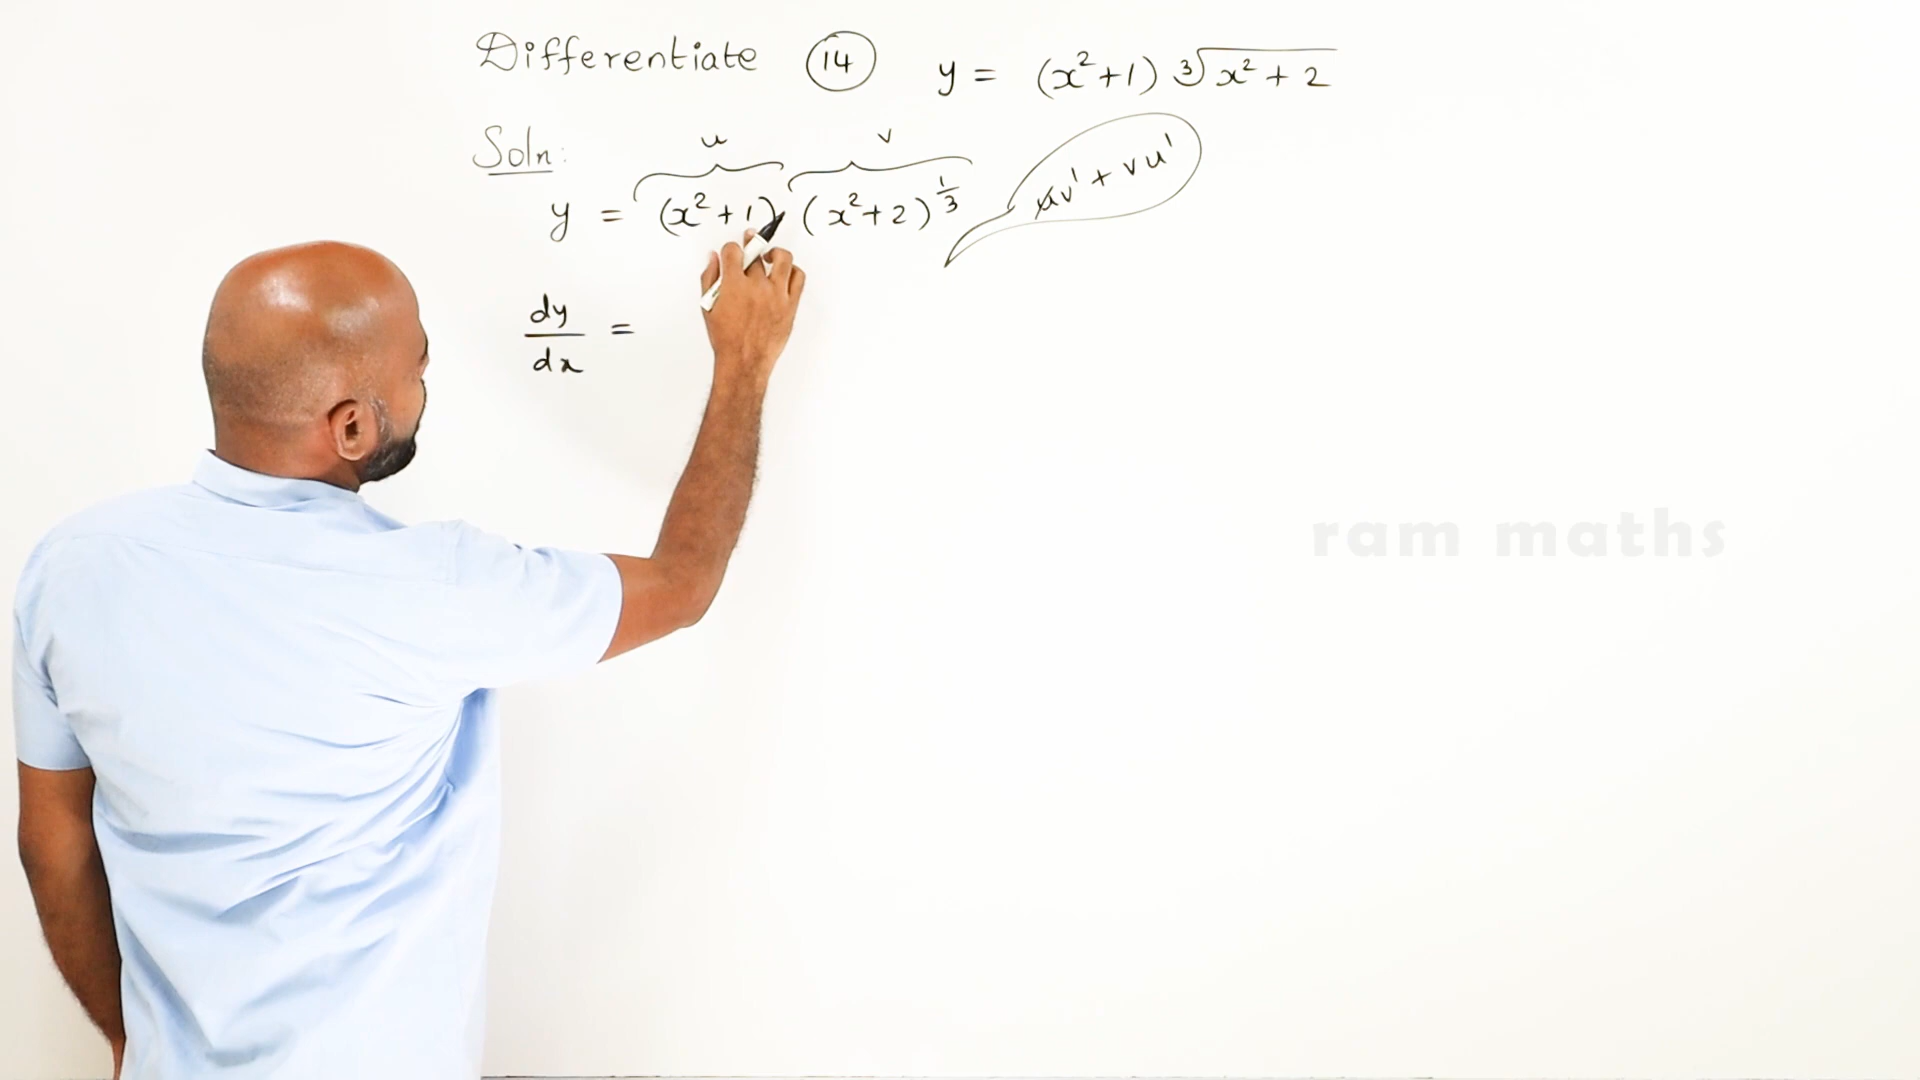 Differentiate 14 y = (x²+1) ∛(x²+2)
Soln:
u v
y = (x²+1) (x²+2)^(1/3) uv' + vu'
dy/dx =
ram maths